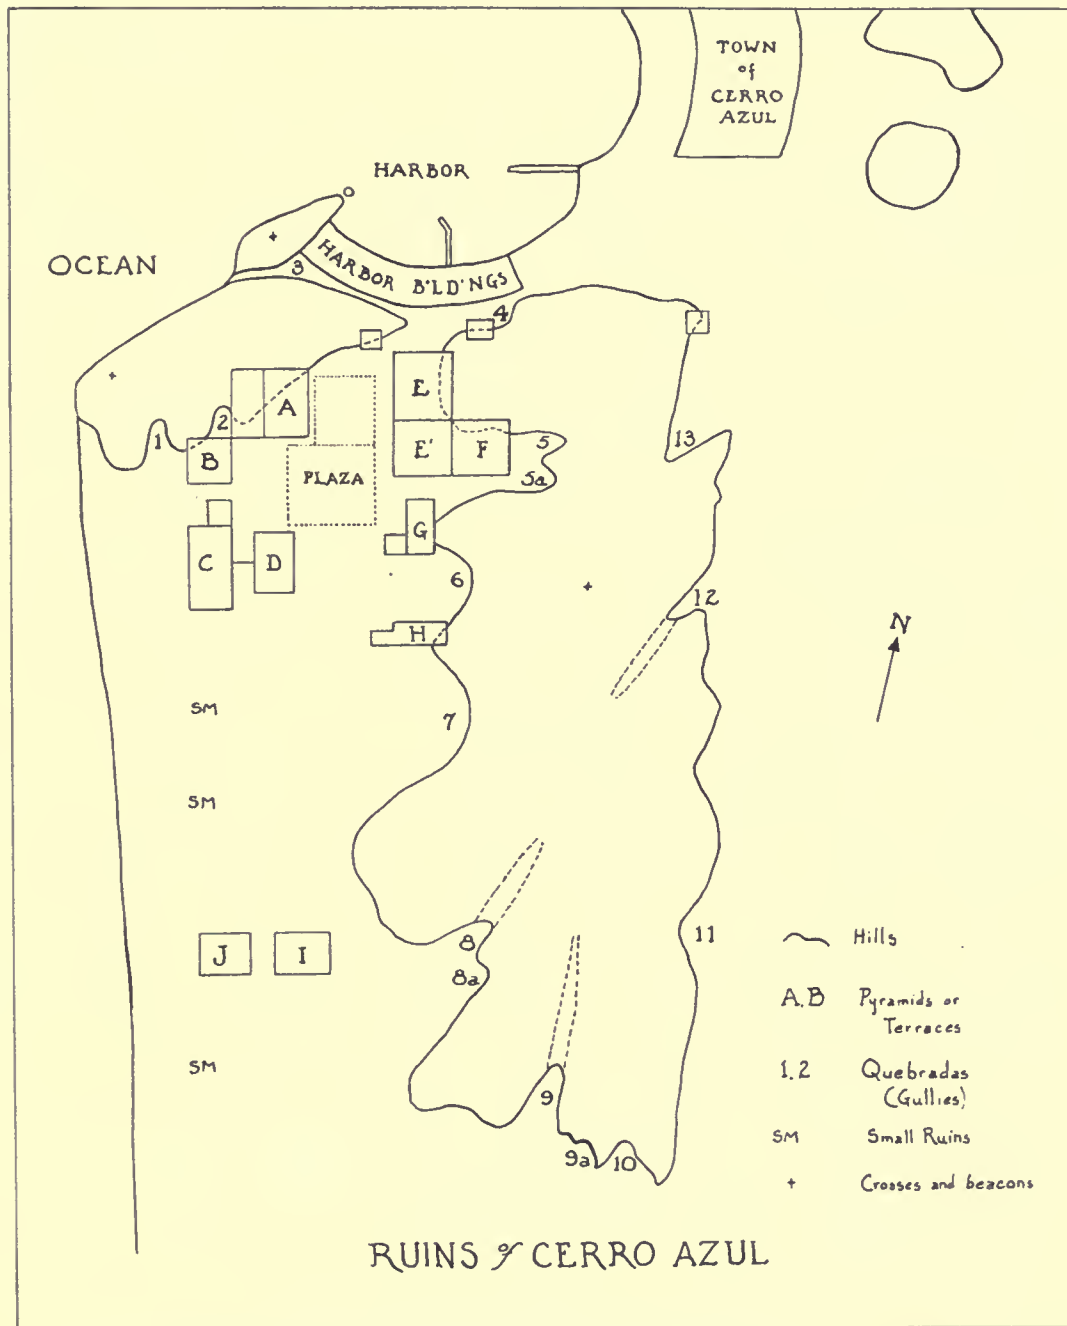 TOWN
of
CERRO
AZUL
HARBOR
OCEAN
3
HARBOR B'LD'NGS
4
E
A
2
1
B
13
5
E'
F
PLAZA
5a
G
C
D
6
12
H
N
SM
7
SM
11
8
J
I
8a
SM
9
9a
10
Hills
A.B Pyramids or
Terraces
1.2 Quebradas
(Gullies)
SM Small Ruins
+ Crosses and beacons
RUINS of CERRO AZUL